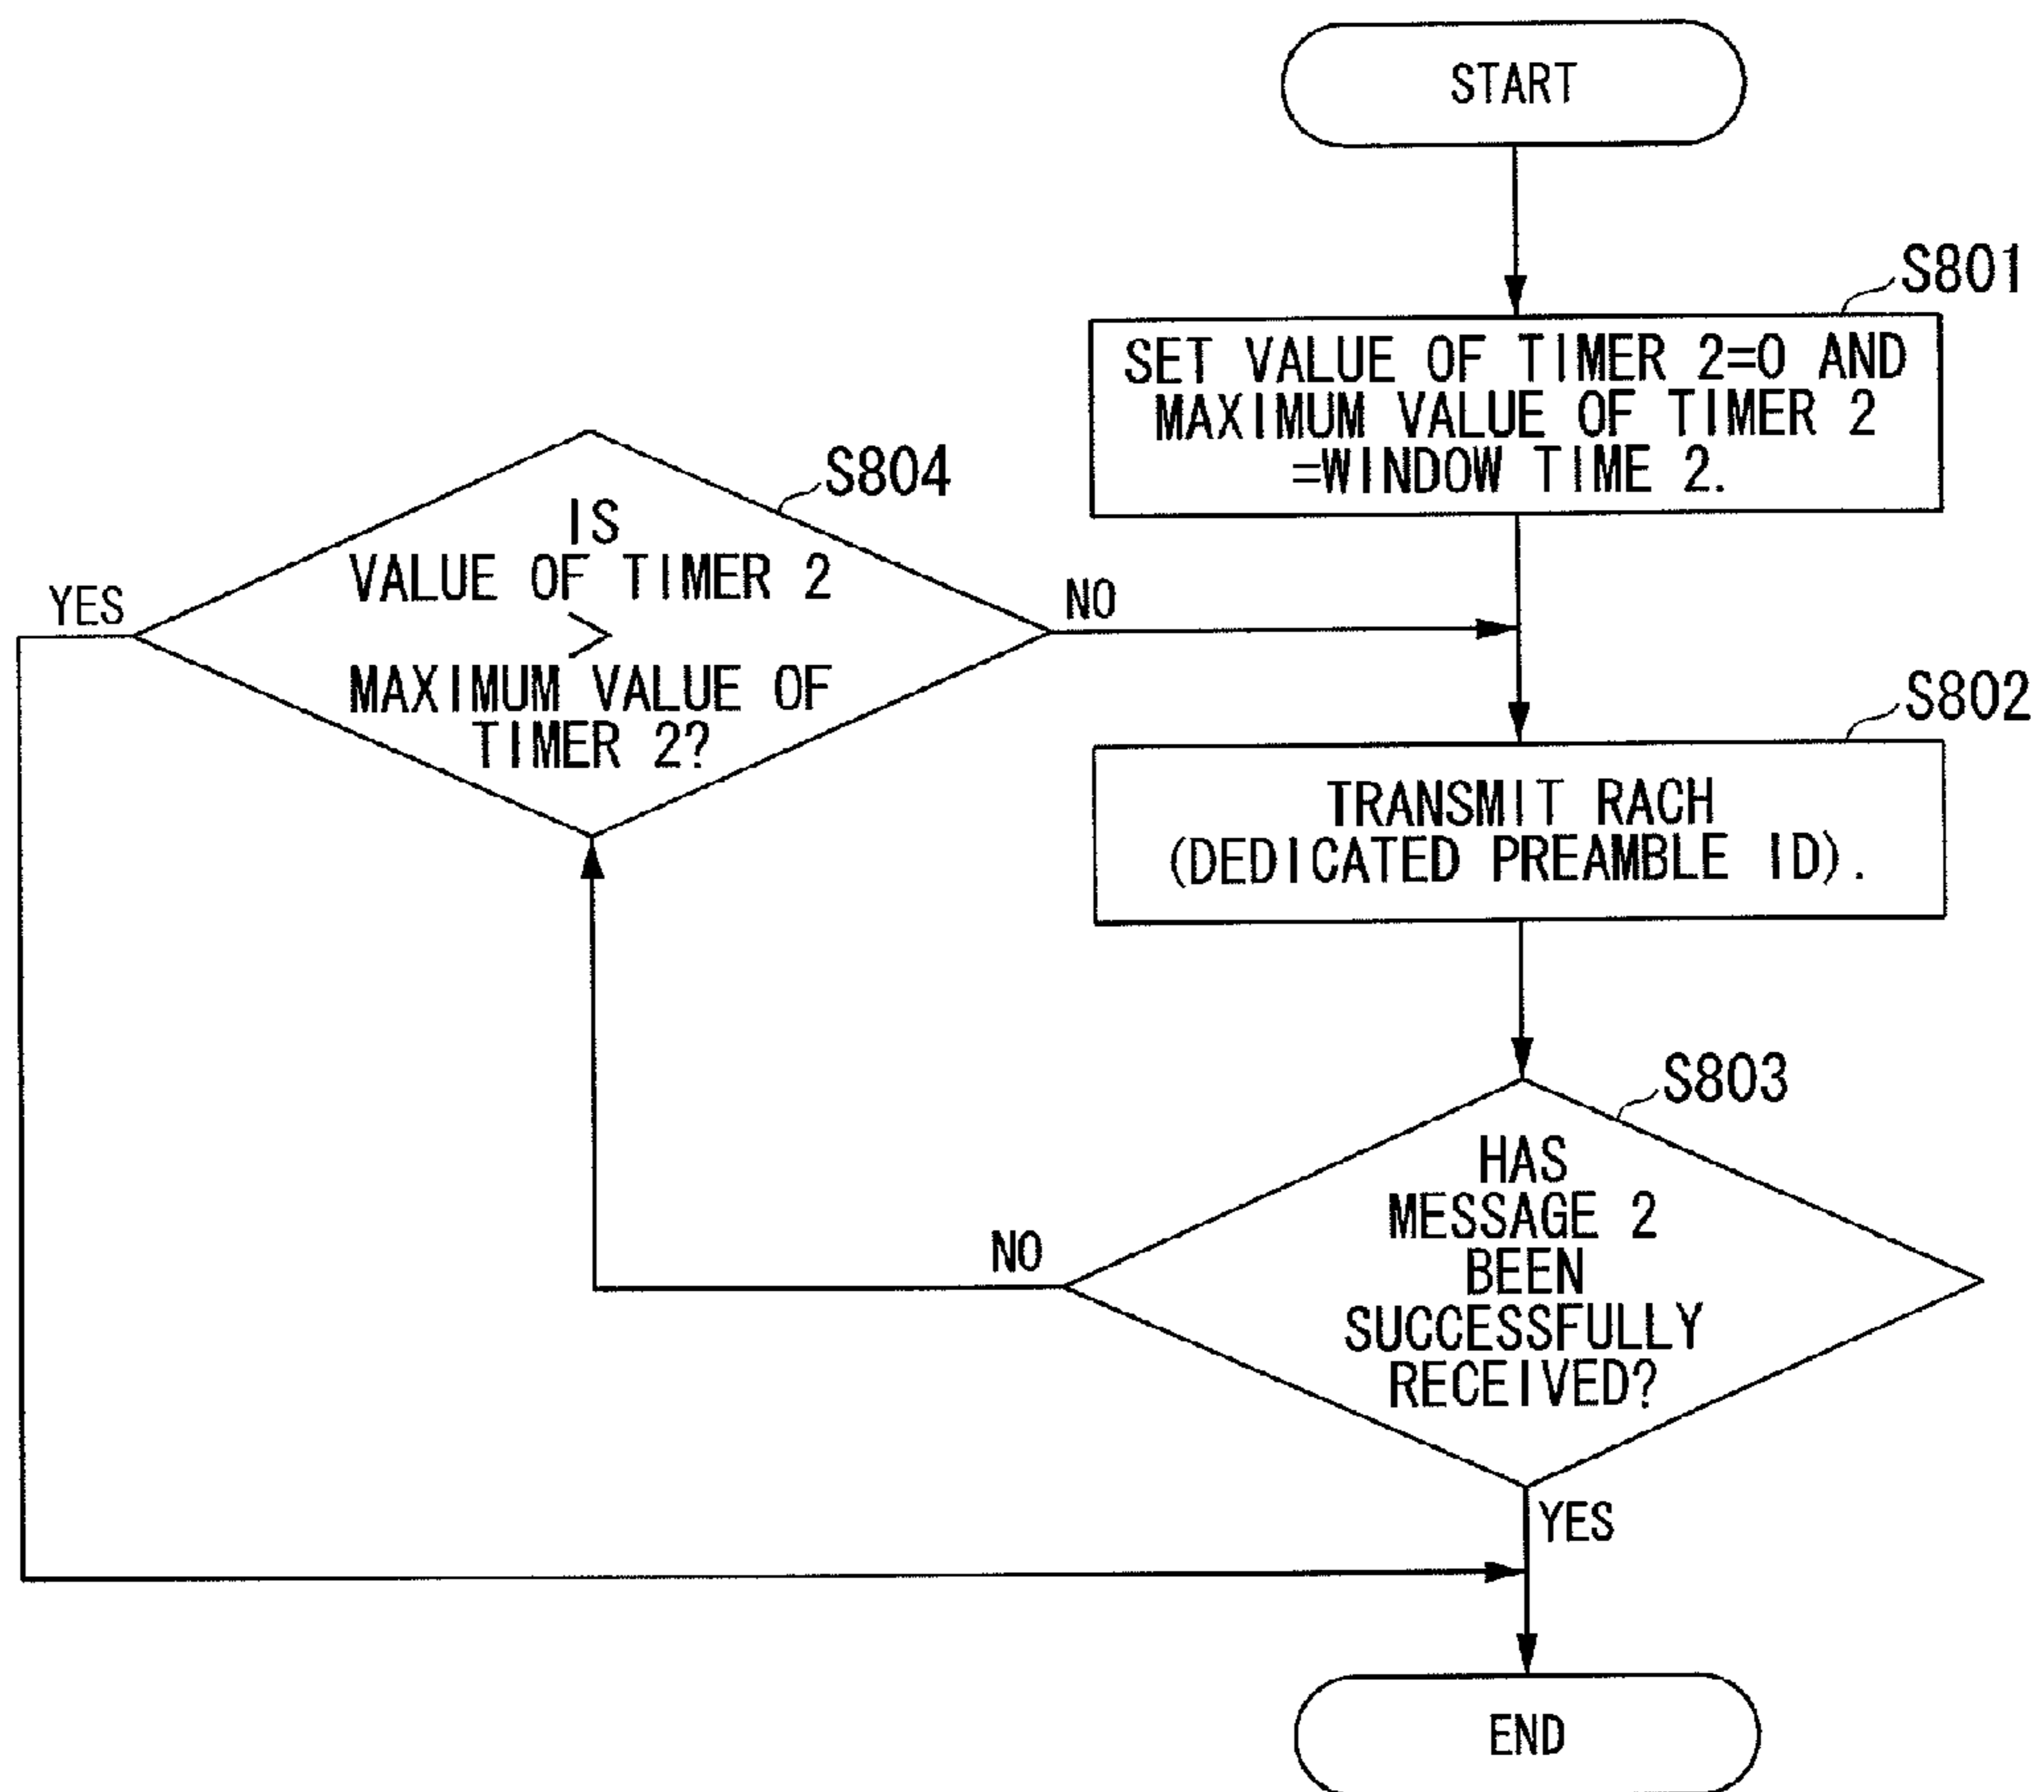 START
S801
SET VALUE OF TIMER 2=0 AND
MAXIMUM VALUE OF TIMER 2
=WINDOW TIME 2.
S804
IS
VALUE OF TIMER 2
>
MAXIMUM VALUE OF
TIMER 2?
YES
NO
S802
TRANSMIT RACH
(DEDICATED PREAMBLE ID).
S803
HAS
MESSAGE 2
BEEN
SUCCESSFULLY
RECEIVED?
NO
YES
END